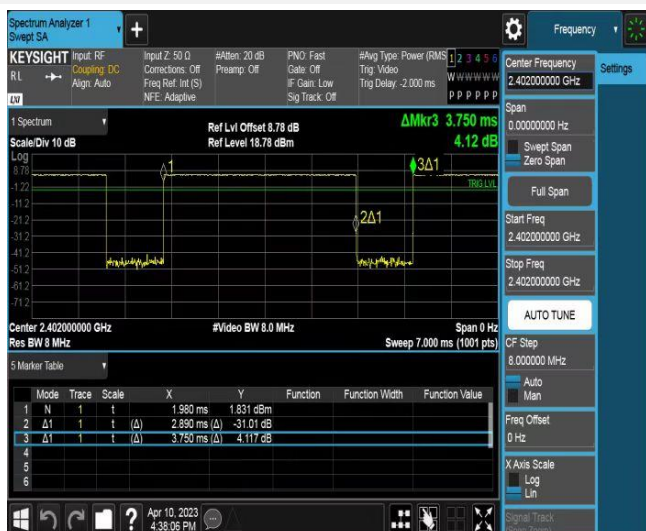 Spectrum Analyzer 1
Swept SA
+
Frequency
KEYSIGHT Input: RF Input Z: 50 Ω #Atten: 20 dB PNO: Fast #Avg Type: Power (RMS 1 2 3 4 5 6
RL Coupling: DC Corrections: Off Preamp: Off Gate: Off Trig: Video W W W W W W
Align: Auto Freq Ref: Int (S) IF Gain: Low Trig Delay: -2.000 ms
LXI NFE: Adaptive Sig Track: Off P P P P P P
1 Spectrum
Scale/Div 10 dB
Ref Lvl Offset 8.78 dB
Ref Level 18.78 dBm
ΔMkr3 3.750 ms
4.12 dB
Log
8.78
-1.22
-11.2
-21.2
-31.2
-41.2
-51.2
-61.2
-71.2
1
2Δ1
3Δ1
TRIG LVL
Center 2.402000000 GHz #Video BW 8.0 MHz Span 0 Hz
Res BW 8 MHz Sweep 7.000 ms (1001 pts)
5 Marker Table
Mode Trace Scale X Y Function Function Width Function Value
1 N 1 t 1.980 ms 1.831 dBm
2 Δ1 1 t (Δ) 2.890 ms (Δ) -31.01 dB
3 Δ1 1 t (Δ) 3.750 ms (Δ) 4.117 dB
4
5
6
?
Apr 10, 2023
4:38:06 PM
Settings
Center Frequency
2.402000000 GHz
Span
0.00000000 Hz
Swept Span
Zero Span
Full Span
Start Freq
2.402000000 GHz
Stop Freq
2.402000000 GHz
AUTO TUNE
CF Step
8.000000 MHz
Auto
Man
Freq Offset
0 Hz
X Axis Scale
Log
Lin
Signal Track